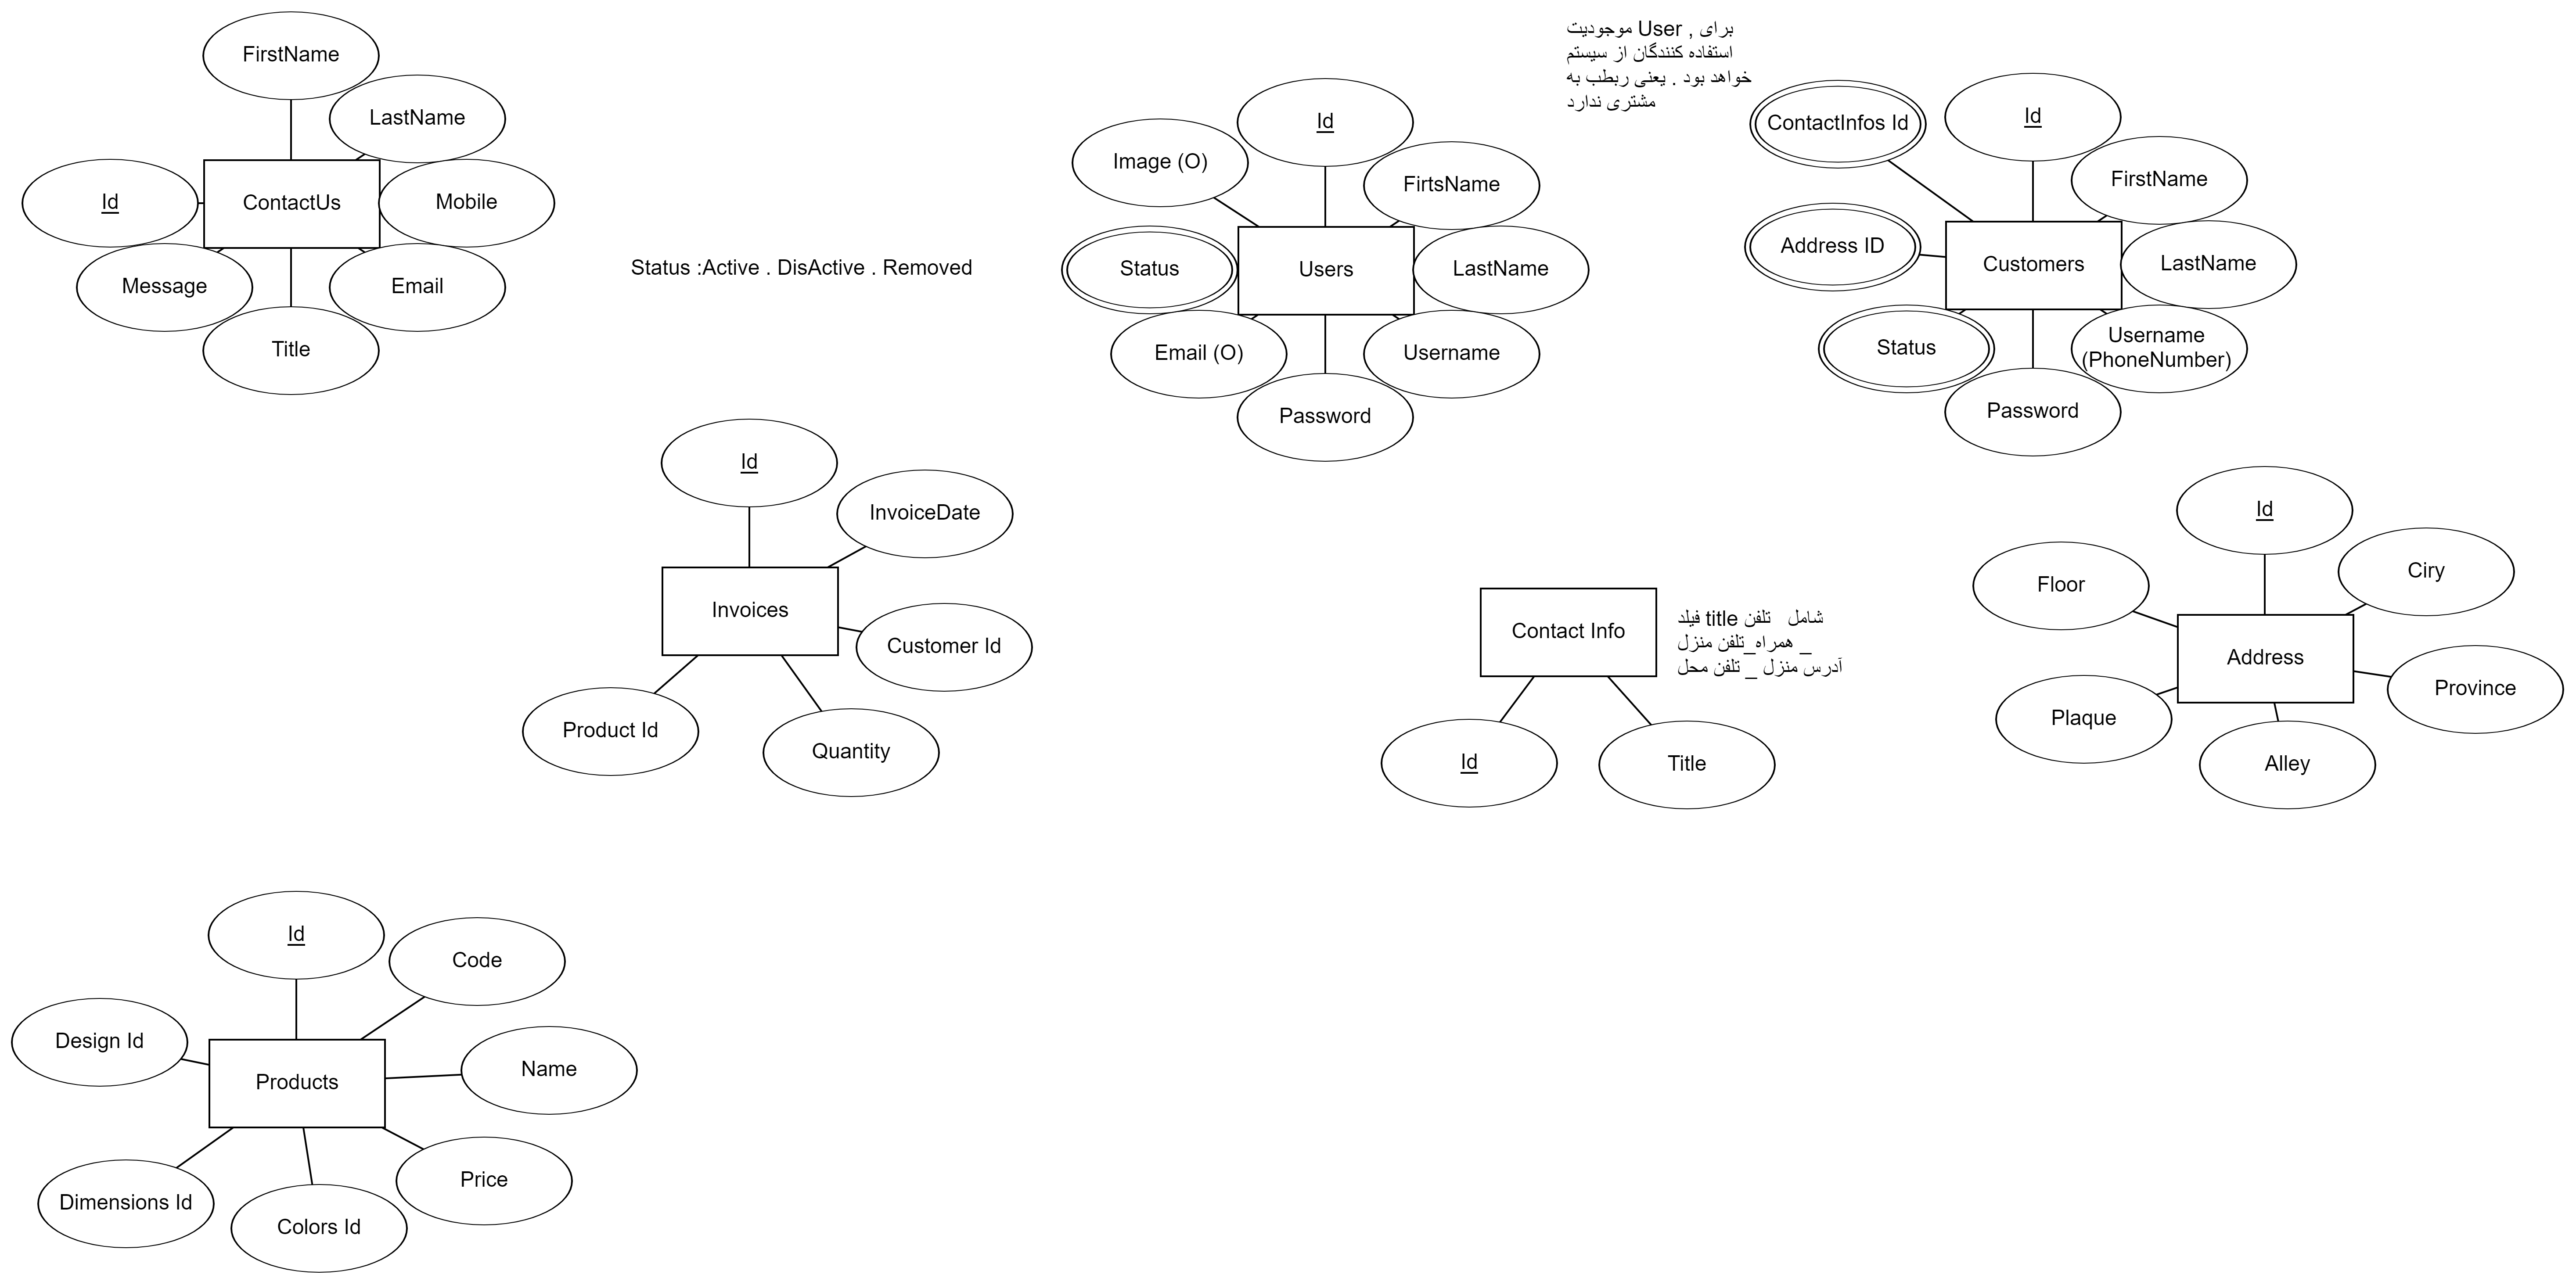 FirstName
LastName
Id
ContactUs
Mobile
Message
Email
Title
Status :Active . DisActive . Removed
Id
Image (O)
FirtsName
Status
Users
LastName
Email (O)
Username
Password
برای , User موجودیت
استفاده کنندگان از سیستم
خواهد بود . یعنی ربطب به
مشتری ندارد
ContactInfos Id
Id
FirstName
Address ID
Customers
LastName
Status
Username
(PhoneNumber)
Password
Id
InvoiceDate
Invoices
Customer Id
Product Id
Quantity
Contact Info
شامل تلفن title فیلد
_ همراه_تلفن منزل
آدرس منزل _ تلفن محل
Id
Title
Id
Ciry
Floor
Address
Province
Plaque
Alley
Id
Code
Design Id
Name
Products
Price
Dimensions Id
Colors Id